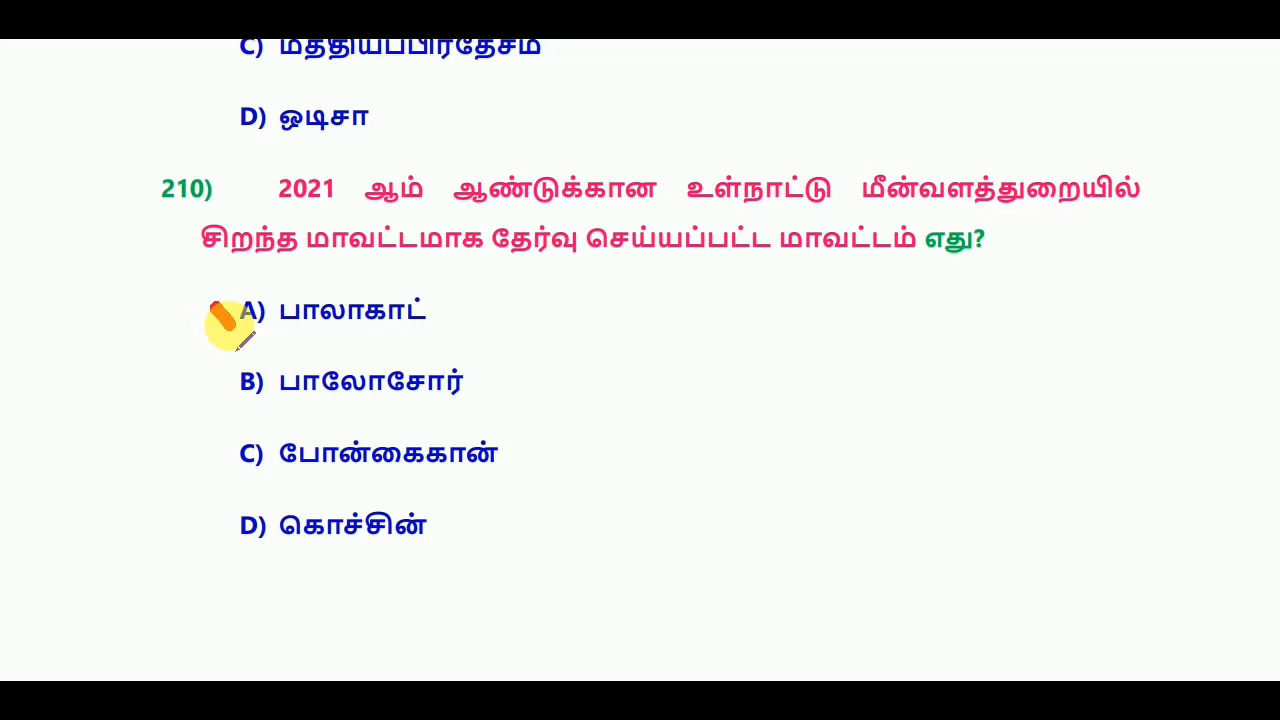 C) மத்தியப்பிரதேசம்
D) ஒடிசா
210) 2021 ஆம் ஆண்டுக்கான உள்நாட்டு மீன்வளத்துறையில்
சிறந்த மாவட்டமாக தேர்வு செய்யப்பட்ட மாவட்டம் எது?
A) பாலாகாட்
B) பாலோசோர்
C) போன்கைகான்
D) கொச்சின்